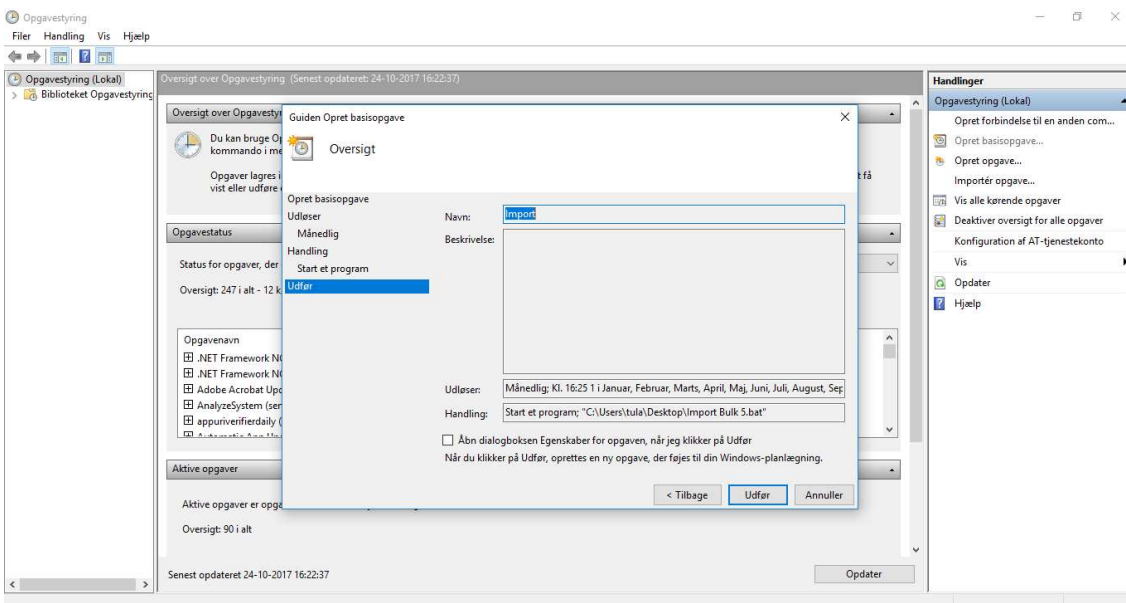 Opgavestyring
Filer Handling Vis Hjælp
Opgavestyring (Lokal)
Biblioteket Opgavestyring
Oversigt over Opgavestyring (Senest opdateret: 24-10-2017 16:22:37)
Oversigt over Opgavestyr
Du kan bruge
kommando i
Opgaver lagres i
vist eller udføre
t få
Opgavestatus
Status for opgaver, der
Oversigt: 247 i alt - 12 k
Opgavenavn
.NET Framework
.NET Framework
Adobe Acrobat
AnalyzeSystem (ser
appuriverifierdaily (
Aktive opgaver
Aktive opgaver er opga
Oversigt: 90 i alt
Senest opdateret 24-10-2017 16:22:37
Opdater
Guiden Opret basisopgave
Oversigt
Opret basisopgave
Udløser
Månedlig
Handling
Start et program
Udfør
Navn: Import
Beskrivelse:
Udløser: Månedlig; Kl. 16:25 1 i Januar, Februar, Marts, April, Maj, Juni, Juli, August, Sep
Handling: Start et program; "C:\Users\tula\Desktop\Import Bulk 5.bat"
Åbn dialogboksen Egenskaber for opgaven, når jeg klikker på Udfør
Når du klikker på Udfør, oprettes en ny opgave, der føjes til din Windows-planlægning.
< Tilbage Udfør Annuller
Handlinger
Opgavestyring (Lokal)
Opret forbindelse til en anden com...
Opret basisopgave...
Opret opgave...
Importér opgave...
Vis alle kørende opgaver
Deaktiver oversigt for alle opgaver
Konfiguration af AT-tjenestekonto
Vis
Opdater
Hjælp